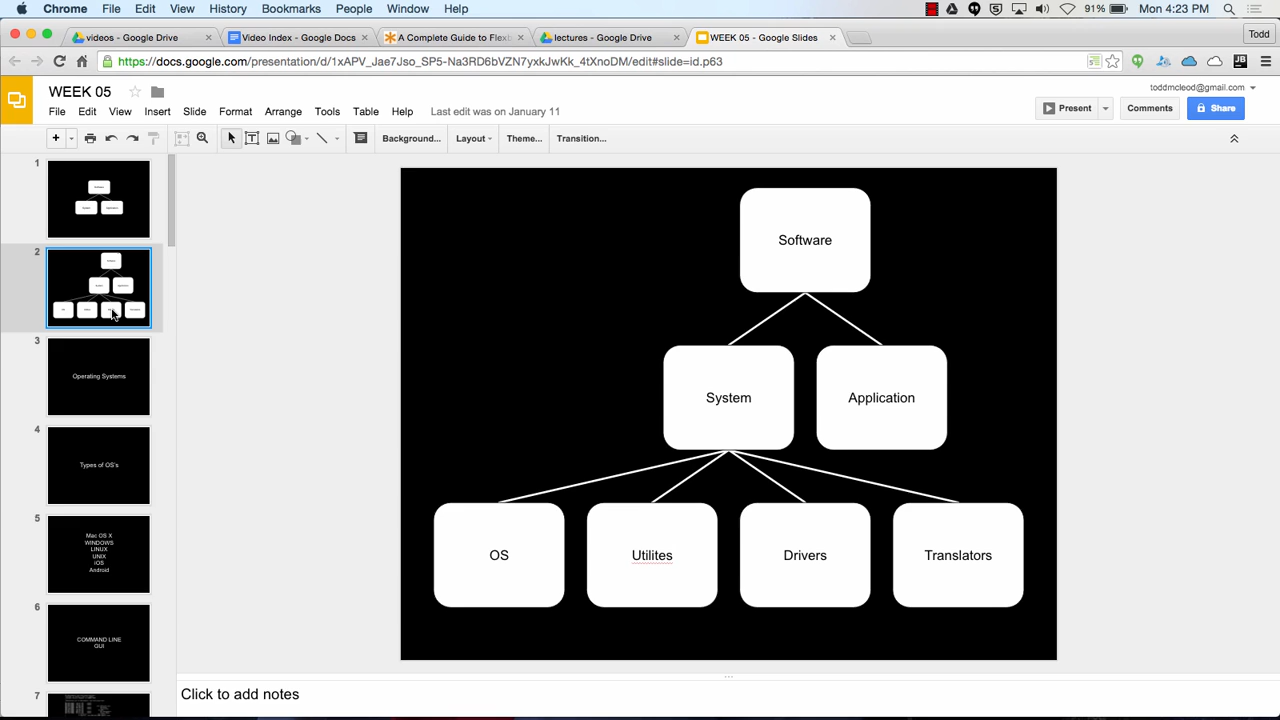 Chrome File Edit View History Bookmarks People Window Help 91% Mon 4:23 PM
videos - Google Drive × Video Index - Google Docs × A Complete Guide to Flex × lectures - Google Drive × WEEK 05 - Google Slides × Todd
https://docs.google.com/presentation/d/1xAPV_Jae7Jso_SP5-Na3RD6bVZN7yxkJwKk_4tXnoDM/edit#slide=id.p63
WEEK 05
toddmcleod@gmail.com
File Edit View Insert Slide Format Arrange Tools Table Help Last edit was on January 11
Present Comments Share
Background... Layout Theme... Transition...
1
2
3
Operating Systems
4
Types of OS's
5
Mac OS X
WINDOWS
LINUX
UNIX
iOS
Android
6
COMMAND LINE
GUI
7
Software
System Application
OS Utilites Drivers Translators
Click to add notes